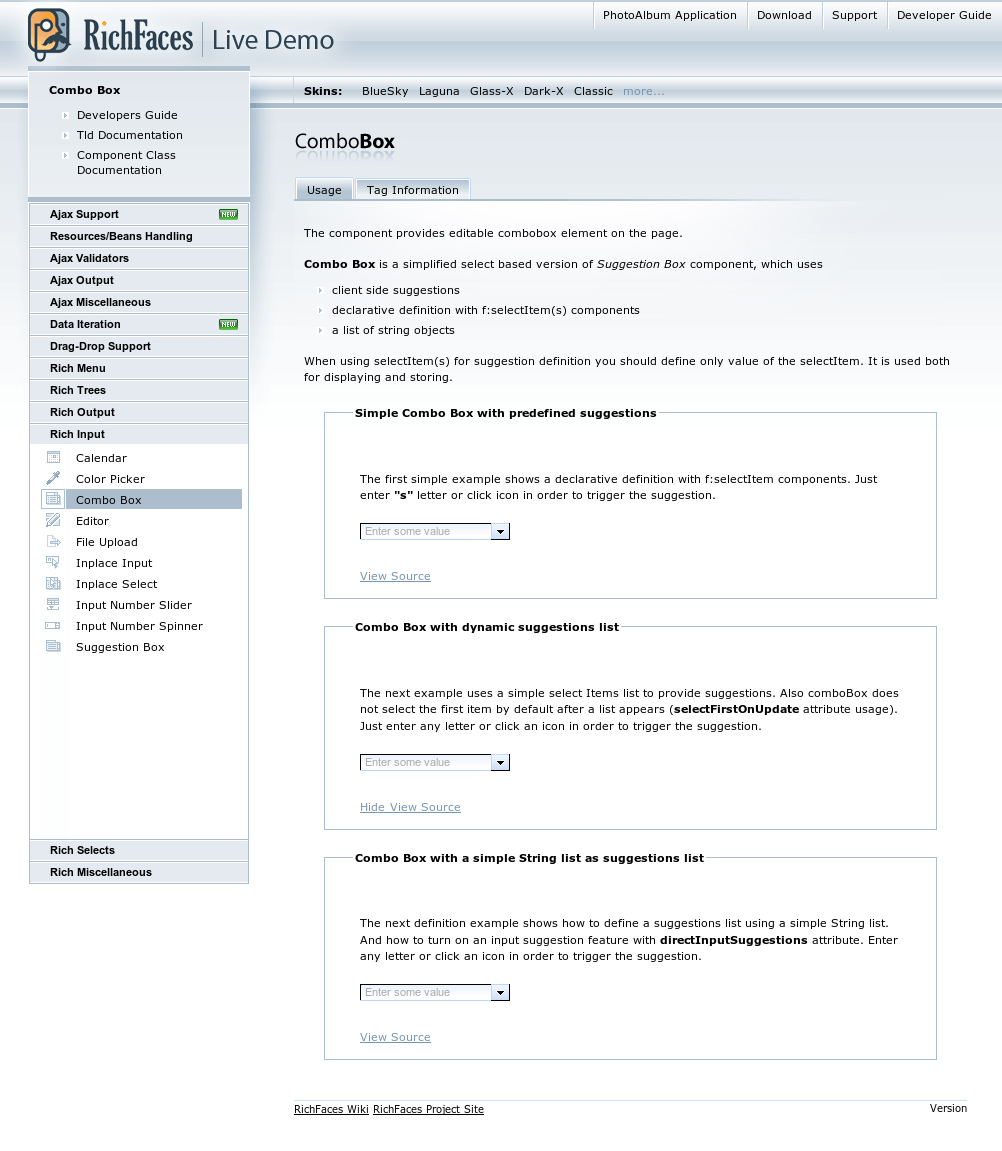 PhotoAlbum Application Download Support Developer Guide
RichFaces Live Demo
Skins: BlueSky Laguna Glass-X Dark-X Classic more...
Combo Box
Developers Guide
Tld Documentation
Component Class
Documentation
Ajax Support NEW
Resources/Beans Handling
Ajax Validators
Ajax Output
Ajax Miscellaneous
Data Iteration NEW
Drag-Drop Support
Rich Menu
Rich Trees
Rich Output
Rich Input
Calendar
Color Picker
Combo Box
Editor
File Upload
Inplace Input
Inplace Select
Input Number Slider
Input Number Spinner
Suggestion Box
Rich Selects
Rich Miscellaneous
ComboBox
Usage Tag Information
The component provides editable combobox element on the page.
Combo Box is a simplified select based version of Suggestion Box component, which uses
client side suggestions
declarative definition with f:selectItem(s) components
a list of string objects
When using selectItem(s) for suggestion definition you should define only value of the selectItem. It is used both
for displaying and storing.
Simple Combo Box with predefined suggestions
The first simple example shows a declarative definition with f:selectItem components. Just
enter "s" letter or click icon in order to trigger the suggestion.
Enter some value
View Source
Combo Box with dynamic suggestions list
The next example uses a simple select Items list to provide suggestions. Also comboBox does
not select the first item by default after a list appears (selectFirstOnUpdate attribute usage).
Just enter any letter or click an icon in order to trigger the suggestion.
Enter some value
Hide View Source
Combo Box with a simple String list as suggestions list
The next definition example shows how to define a suggestions list using a simple String list.
And how to turn on an input suggestion feature with directInputSuggestions attribute. Enter
any letter or click an icon in order to trigger the suggestion.
Enter some value
View Source
RichFaces Wiki RichFaces Project Site Version